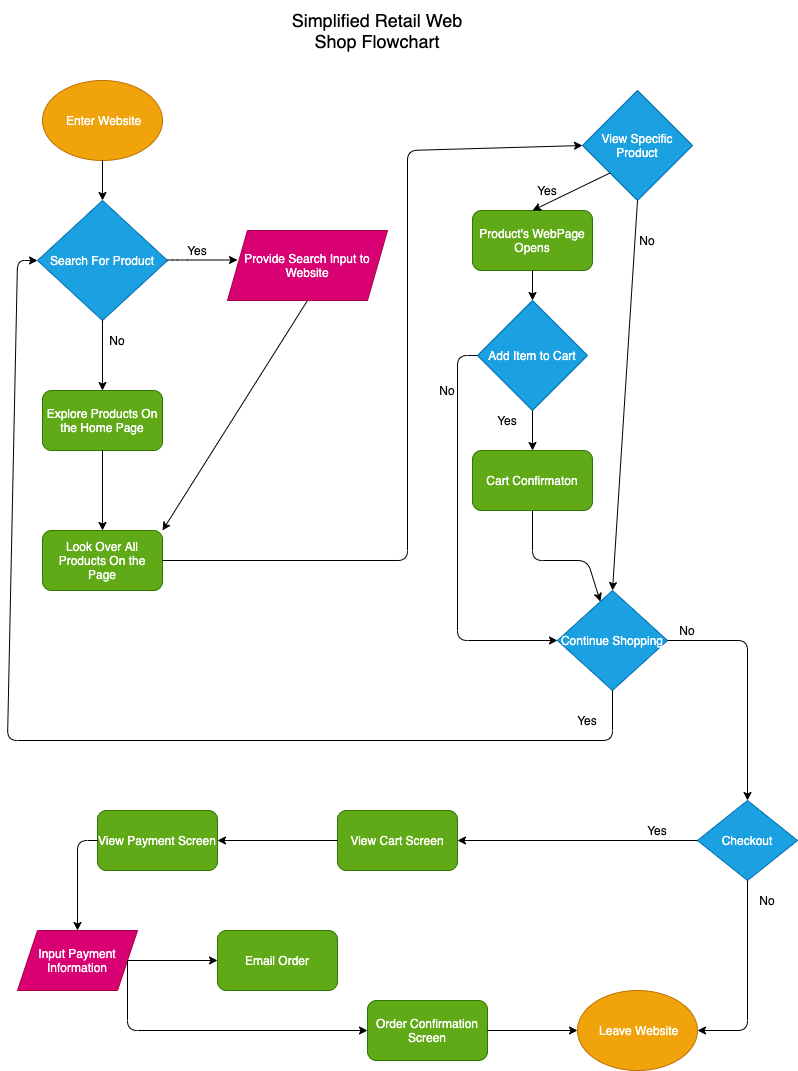 Simplified Retail Web
Shop Flowchart
Enter Website
View Specific
Product
Yes
Product's WebPage
Opens
No
Search For Product
Yes
Provide Search Input to
Website
No
Add Item to Cart
No
Yes
Explore Products On
the Home Page
Cart Confirmaton
Look Over All
Products On the
Page
Continue Shopping
No
Yes
Checkout
Yes
No
View Cart Screen
View Payment Screen
Input Payment
Information
Email Order
Order Confirmation
Screen
Leave Website